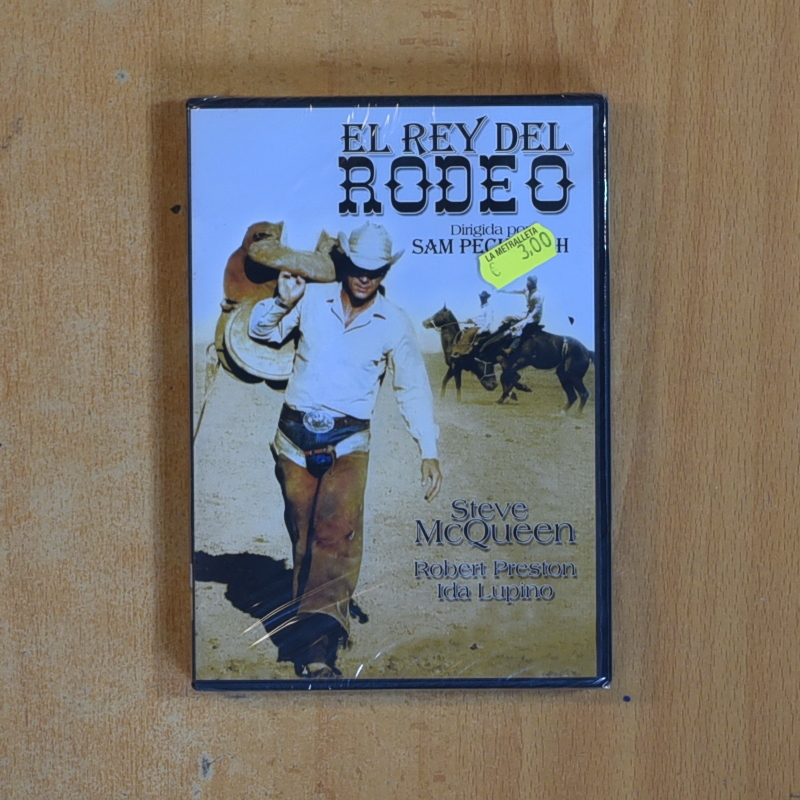 EL REY DEL
RODEO
Dirigida
SAM
LA METRALLETA
€ 3,00
Steve
McQueen
Robert Preston
Ida Lupino